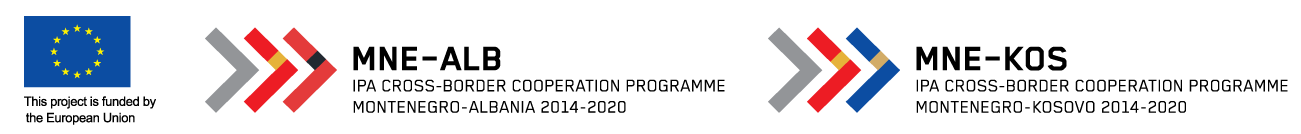 This project is funded by
the European Union
MNE-ALB
IPA CROSS-BORDER COOPERATION PROGRAMME
MONTENEGRO-ALBANIA 2014-2020
MNE-KOS
IPA CROSS-BORDER COOPERATION PROGRAMME
MONTENEGRO-KOSOVO 2014-2020